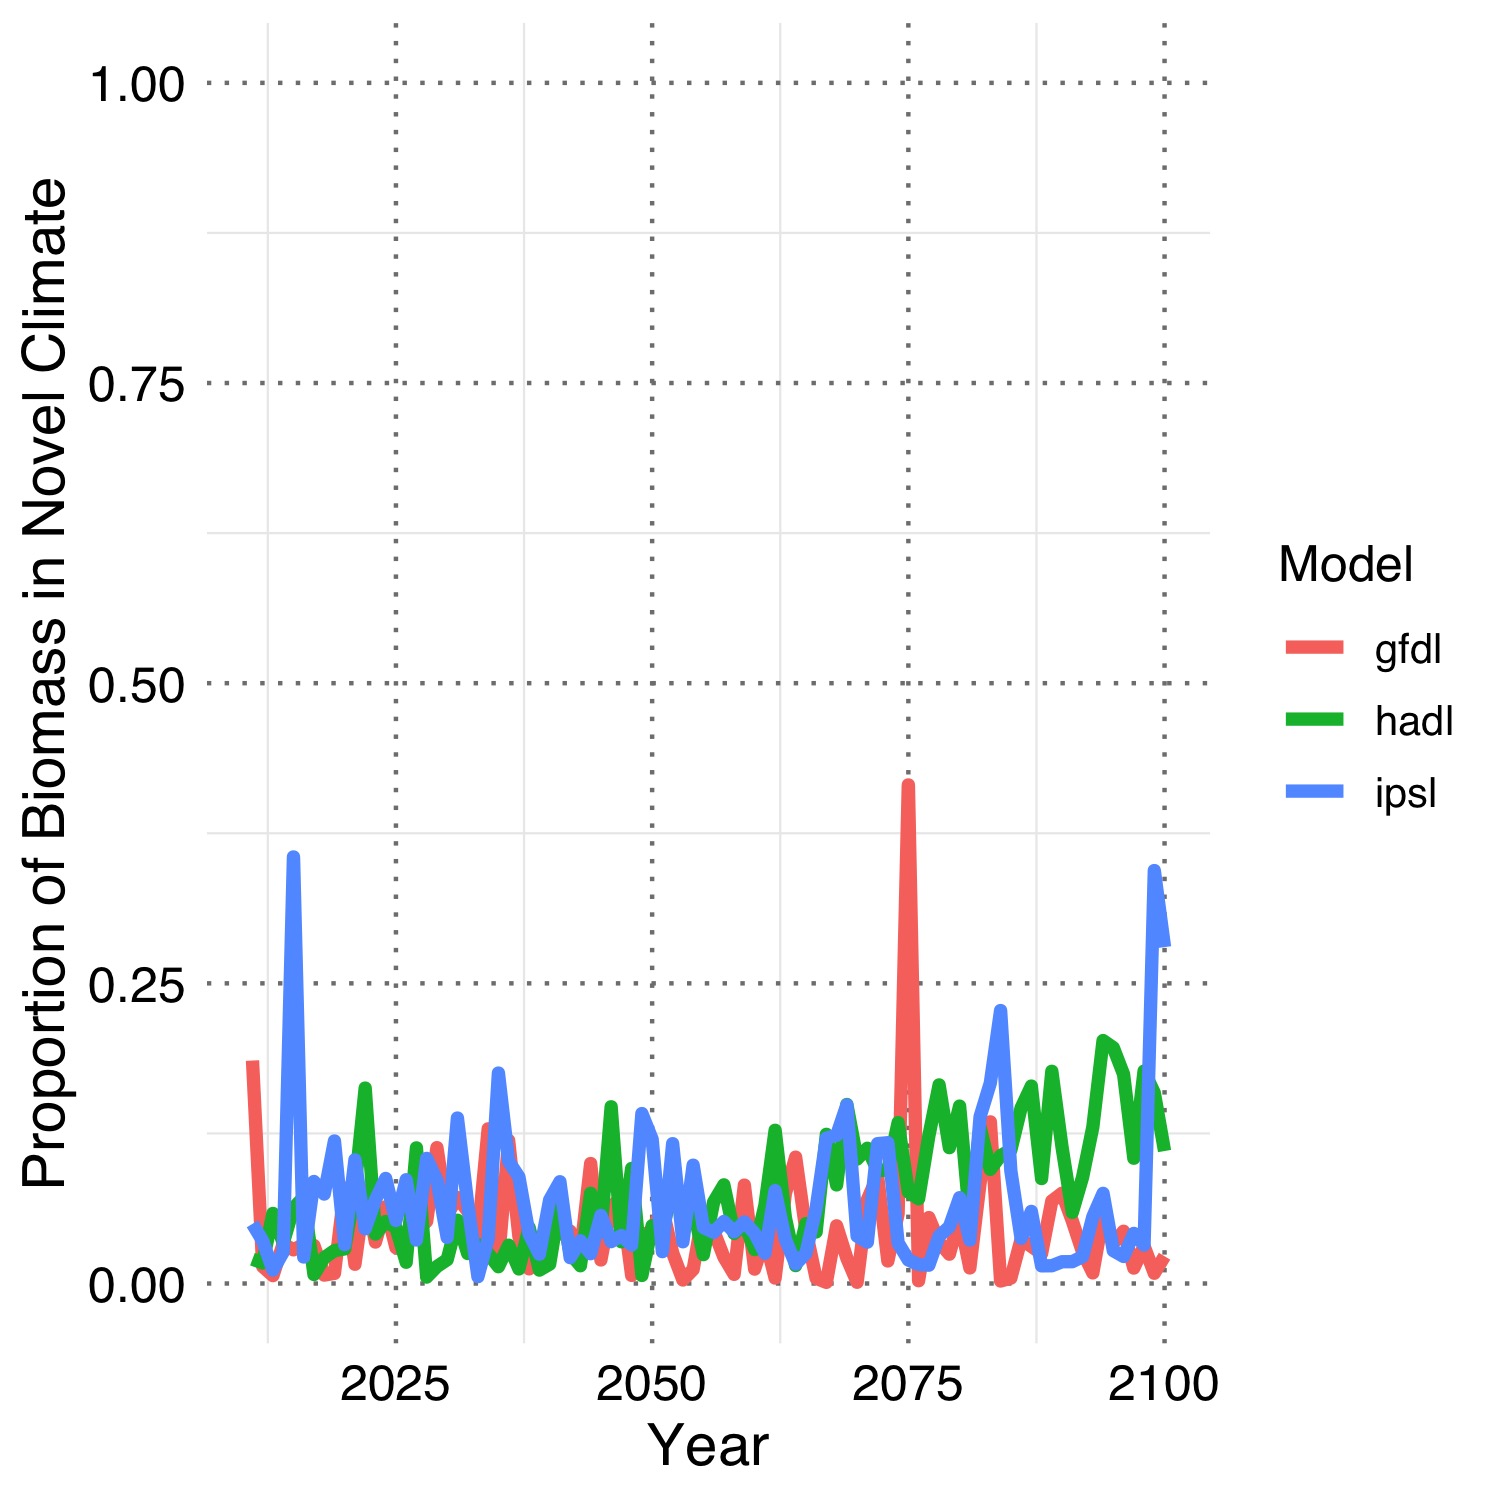 Proportion of Biomass in Novel Climate
1.00
0.75
0.50
0.25
0.00
2025 2050 2075 2100
Year
Model
gfdl
hadl
ipsl